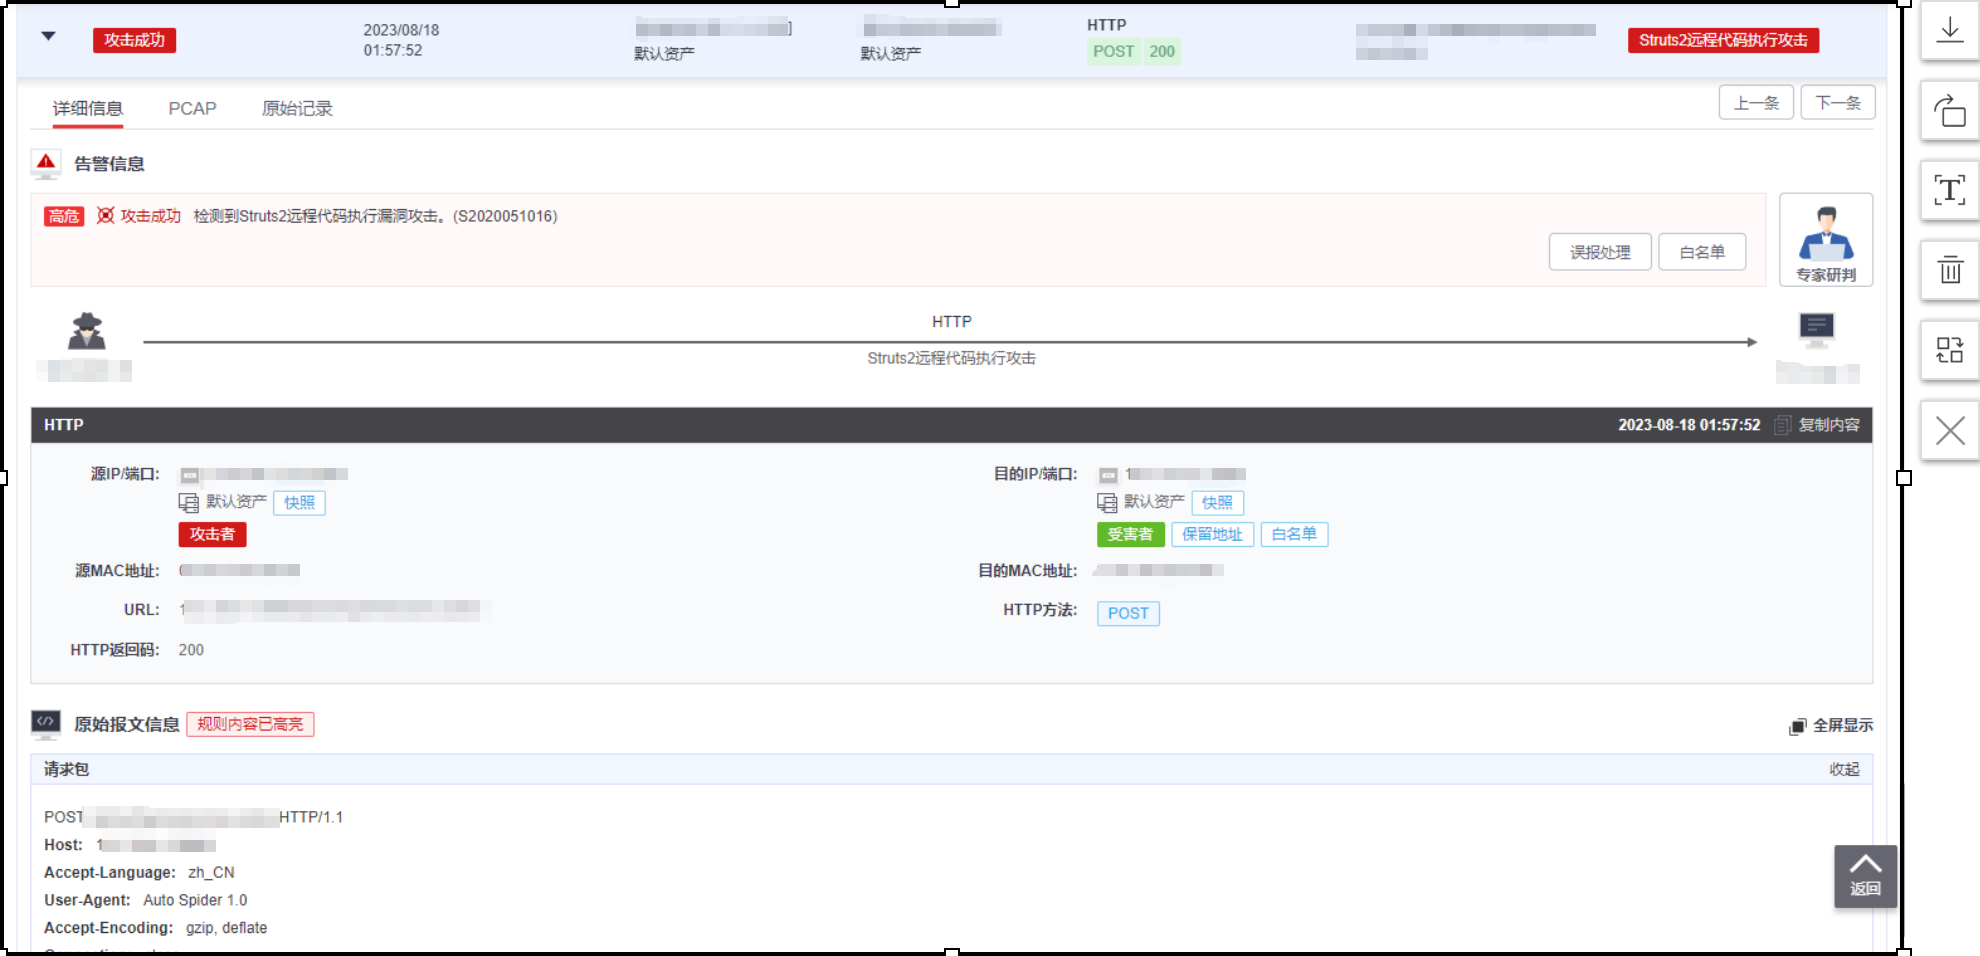 攻击成功
2023/08/18
01:57:52
默认资产
默认资产
HTTP
POST 200
Struts2远程代码执行攻击
详细信息 PCAP 原始记录
上一条 下一条
告警信息
高危 攻击成功 检测到Struts2远程代码执行漏洞攻击。(S2020051016)
误报处理 白名单
专家研判
HTTP
Struts2远程代码执行攻击
HTTP
2023-08-18 01:57:52 复制内容
源IP/端口:
默认资产 快照
攻击者
目的IP/端口: 1
默认资产 快照
受害者 保留地址 白名单
源MAC地址:
目的MAC地址:
URL: 1
HTTP方法: POST
HTTP返回码: 200
原始报文信息 规则内容已高亮
全屏显示
请求包
收起
POST HTTP/1.1
Host: 1
Accept-Language: zh_CN
User-Agent: Auto Spider 1.0
Accept-Encoding: gzip, deflate
返回